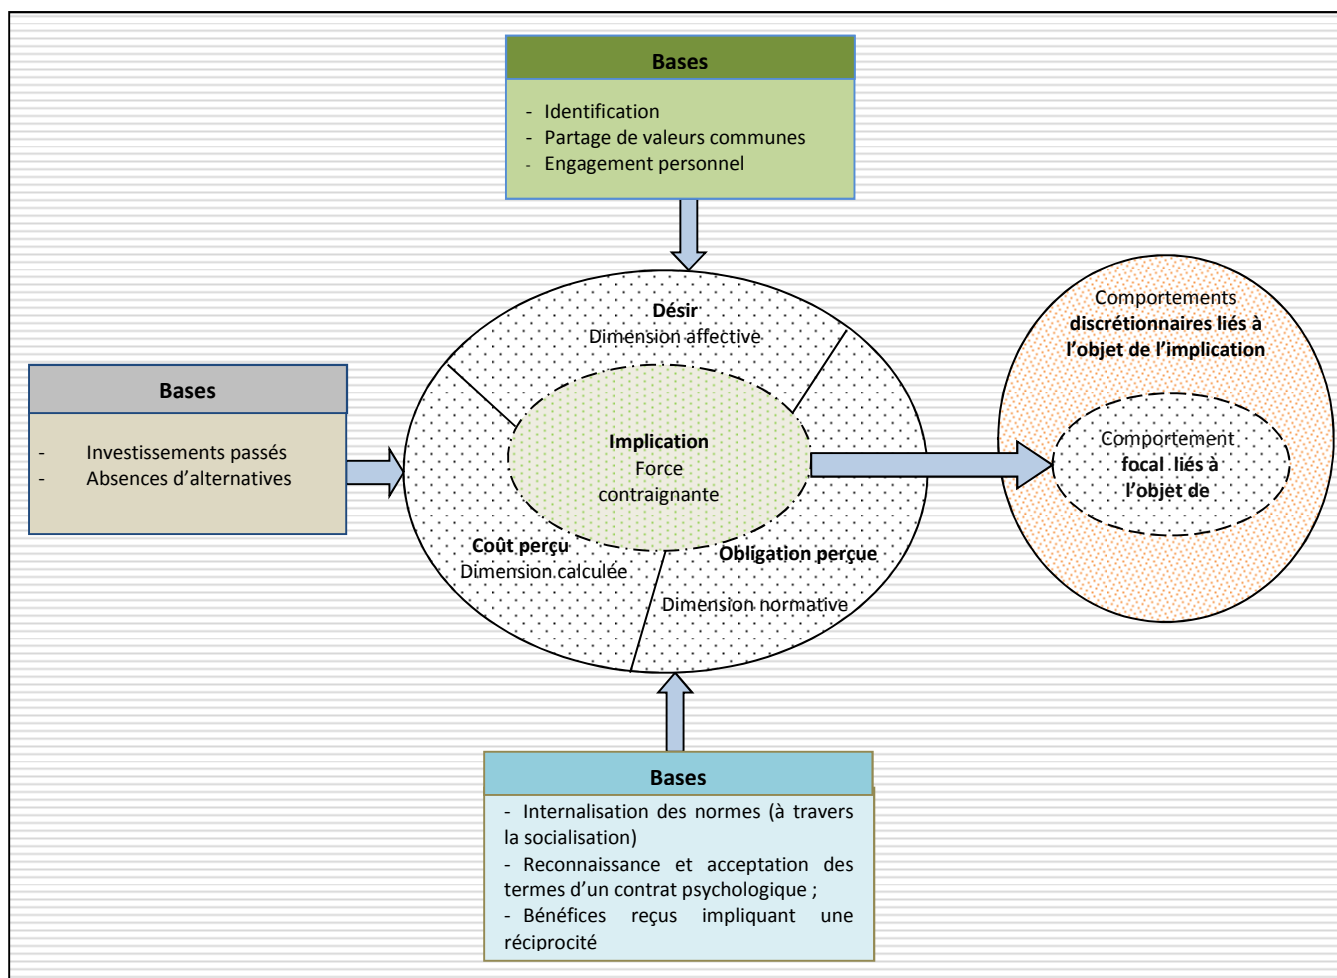 Bases
- Identification
- Partage de valeurs communes
- Engagement personnel
Désir
Dimension affective
Comportements
discrétionnaires liés à
l'objet de l'implication
Bases
- Investissements passés
- Absences d'alternatives
Implication
Force
contraignante
Comportement
focal liés à
l'objet de
Coût perçu
Dimension calculée
Obligation perçue
Dimension normative
Bases
- Internalisation des normes (à travers
la socialisation)
- Reconnaissance et acceptation des
termes d'un contrat psychologique ;
- Bénéfices reçus impliquant une
réciprocité